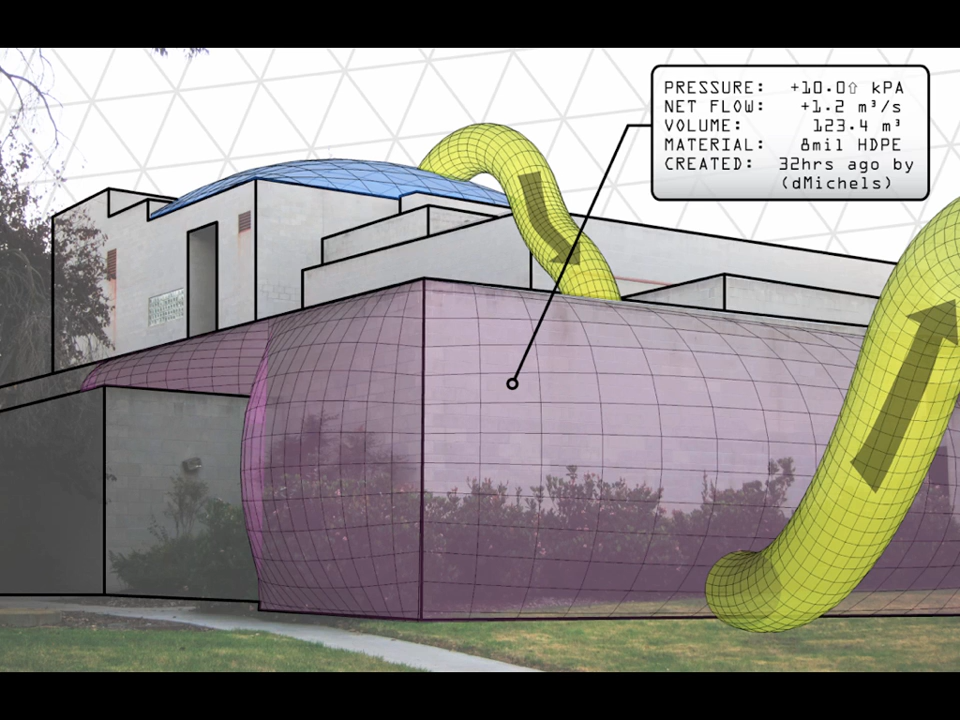 PRESSURE: +10.0⇧ kPA
NET FLOW: +1.2 m³/s
VOLUME: 123.4 m³
MATERIAL: 8mil HDPE
CREATED: 32hrs ago by
(dMichels)